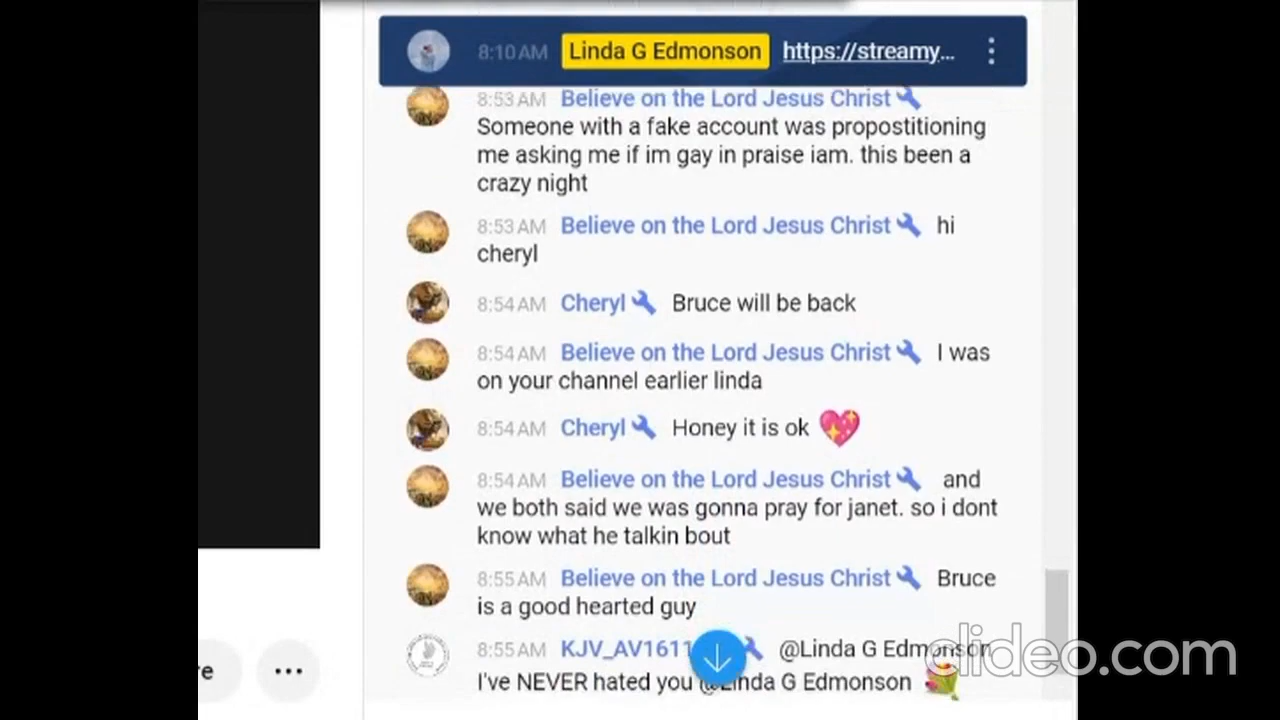 8:10 AM Linda G Edmonson https://streamy...
8:53 AM Believe on the Lord Jesus Christ
Someone with a fake account was propostitioning
me asking me if im gay in praise iam. this been a
crazy night
8:53 AM Believe on the Lord Jesus Christ hi
cheryl
8:54 AM Cheryl Bruce will be back
8:54 AM Believe on the Lord Jesus Christ I was
on your channel earlier linda
8:54 AM Cheryl Honey it is ok 💖
8:54 AM Believe on the Lord Jesus Christ and
we both said we was gonna pray for janet. so i dont
know what he talkin bout
8:55 AM Believe on the Lord Jesus Christ Bruce
is a good hearted guy
8:55 AM KJV_AV1611 @Linda G Edmonson
I've NEVER hated you @Linda G Edmonson 💐
re
clideo.com